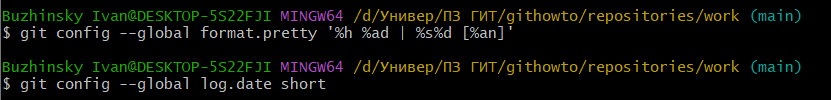 Buzhinsky Ivan@DESKTOP-5S22FJI MINGW64 /d/Универ/ПЗ ГИТ/githowto/repositories/work (main)
$ git config --global format.pretty '%h %ad | %s%d [%an]'
Buzhinsky Ivan@DESKTOP-5S22FJI MINGW64 /d/Универ/ПЗ ГИТ/githowto/repositories/work (main)
$ git config --global log.date short